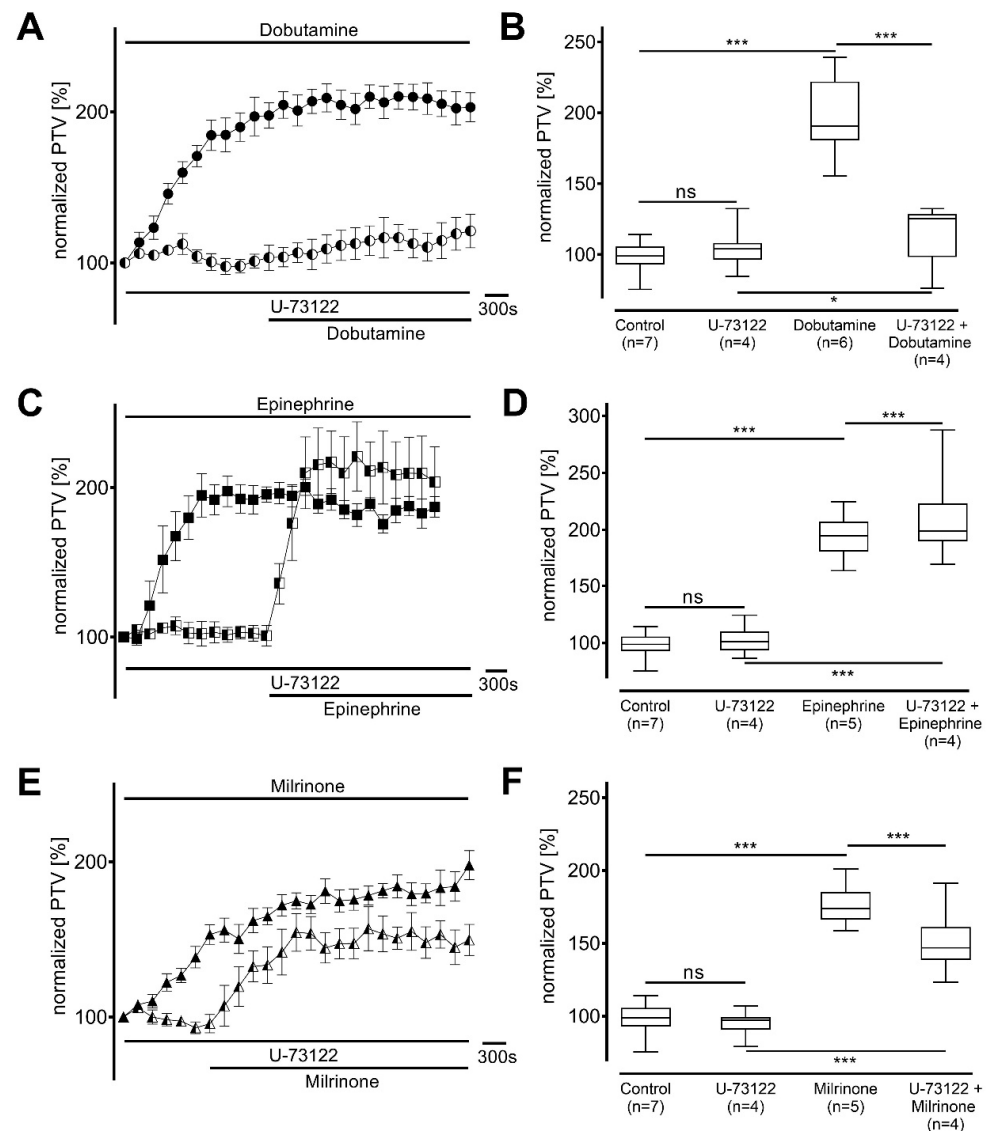 A
Dobutamine
normalized PTV [%]
200
100
U-73122
300s
Dobutamine
B
normalized PTV [%]
250
200
150
100
***
***
ns
*
Control
(n=7)
U-73122
(n=4)
Dobutamine
(n=6)
U-73122 +
Dobutamine
(n=4)
C
Epinephrine
normalized PTV [%]
200
100
U-73122
300s
Epinephrine
D
normalized PTV [%]
300
250
200
150
100
***
***
ns
***
Control
(n=7)
U-73122
(n=4)
Epinephrine
(n=5)
U-73122 +
Epinephrine
(n=4)
E
Milrinone
normalized PTV [%]
200
100
U-73122
300s
Milrinone
F
normalized PTV [%]
250
200
150
100
***
***
ns
***
Control
(n=7)
U-73122
(n=4)
Milrinone
(n=5)
U-73122 +
Milrinone
(n=4)